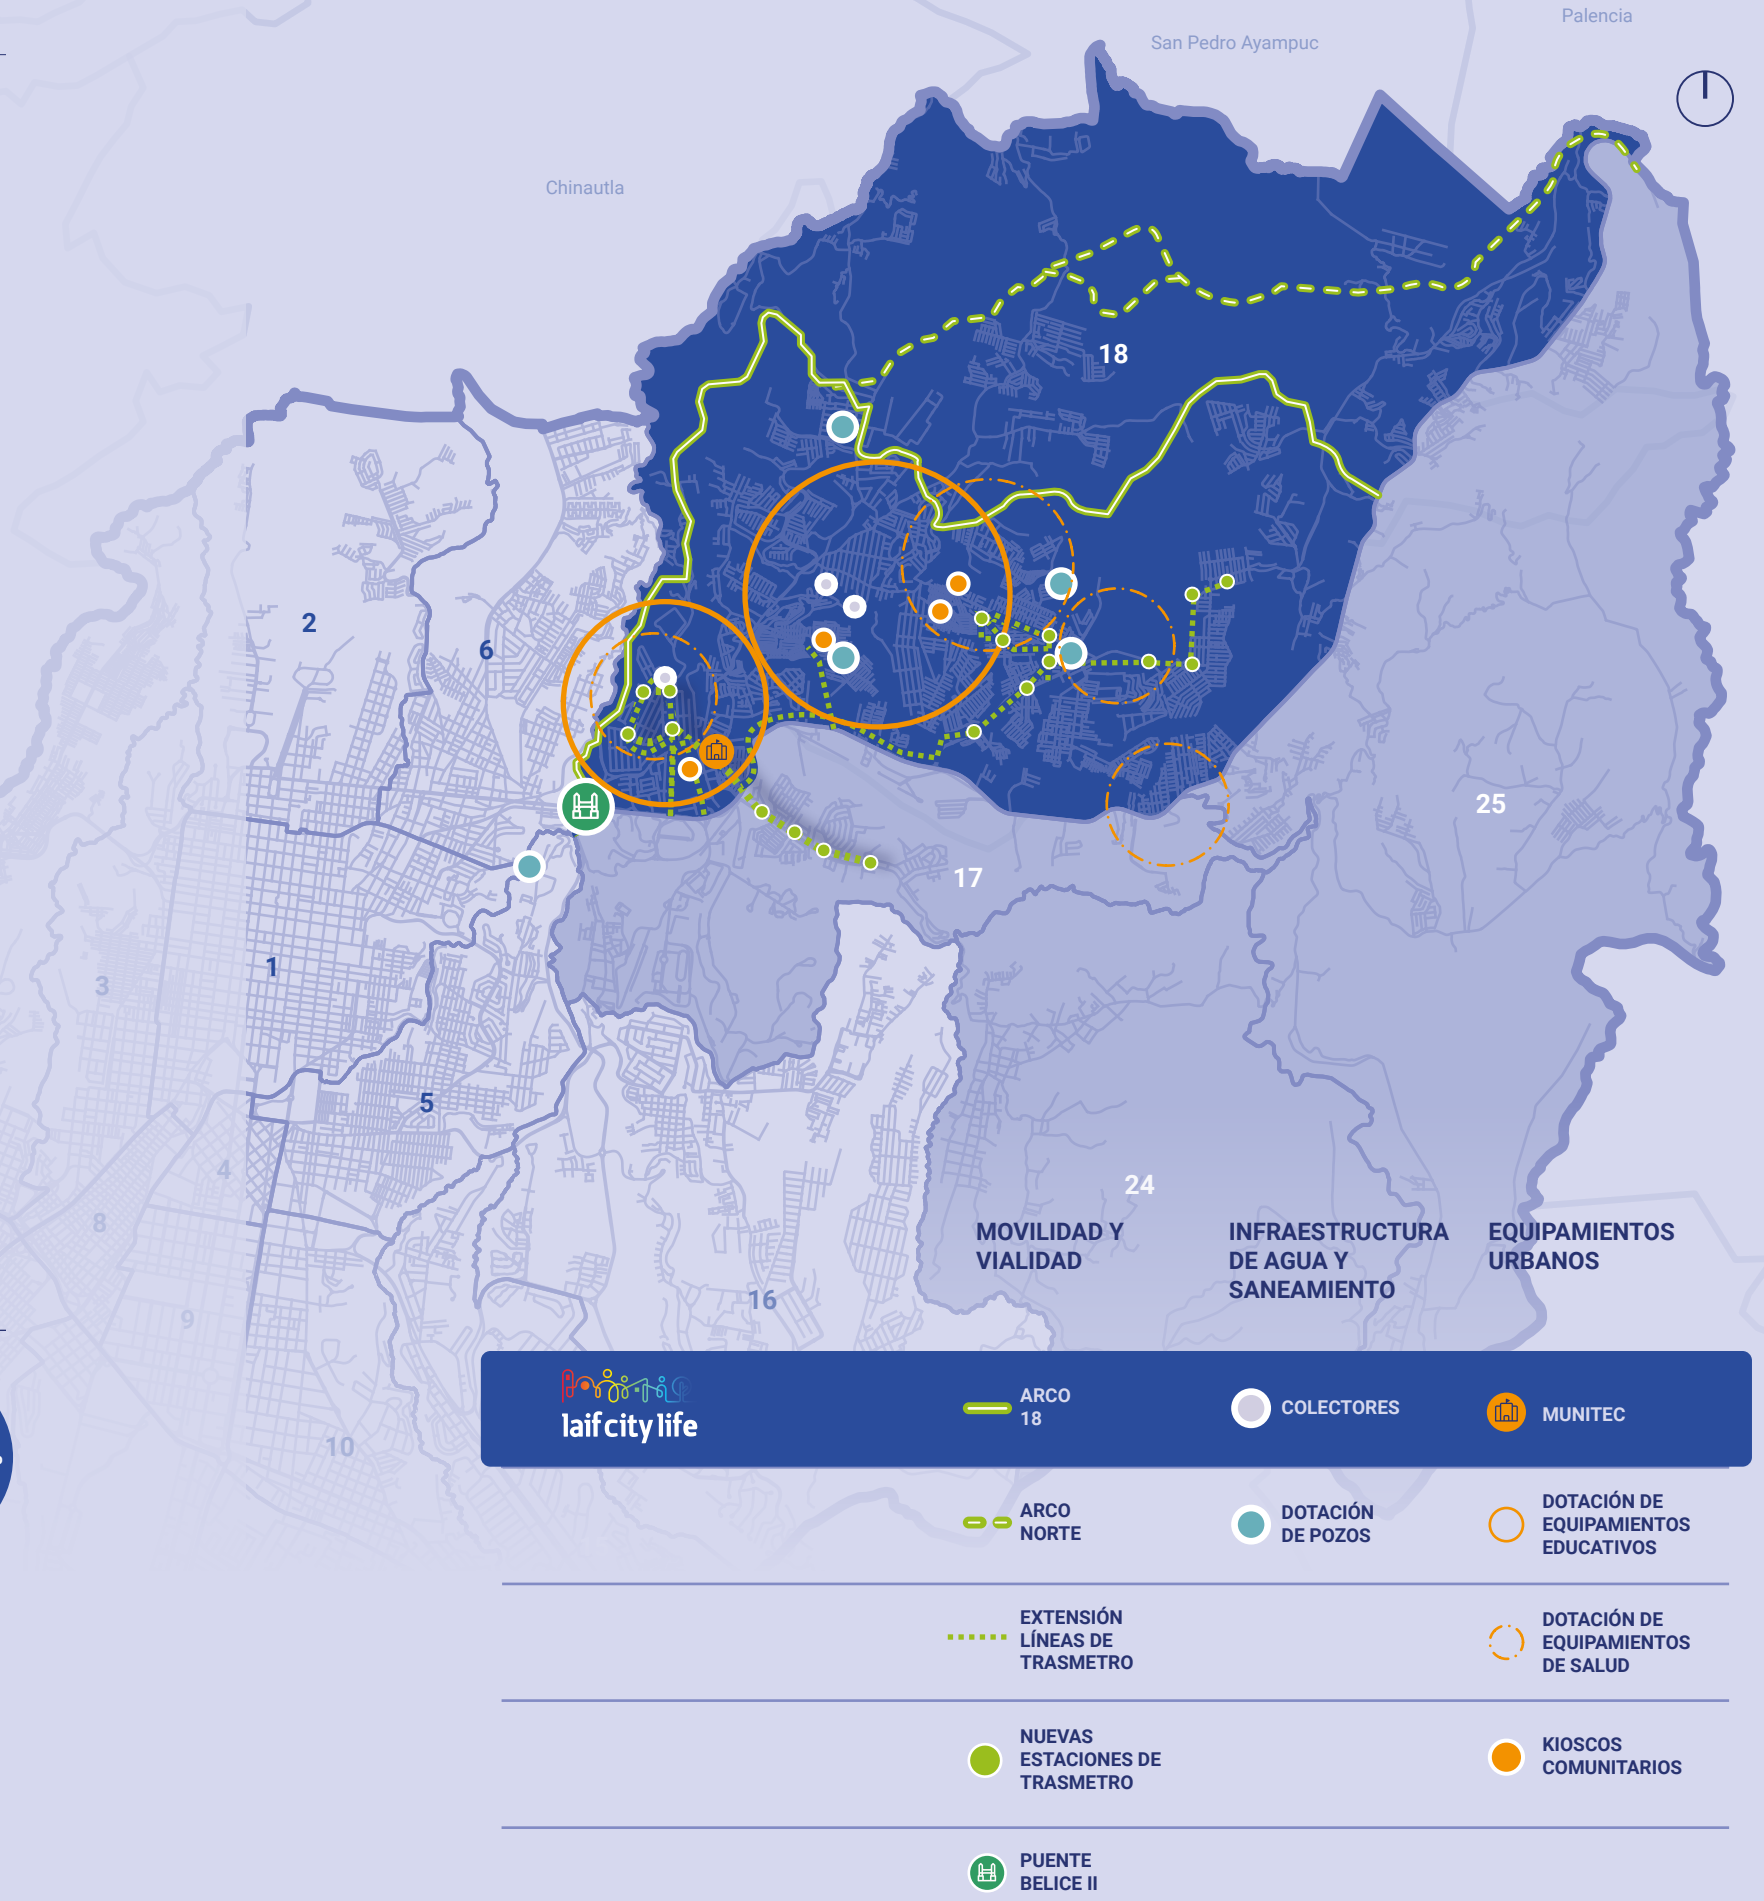 Palencia
San Pedro Ayampuc
Chinautla
18
2
6
25
17
1
3
5
4
24
8
16
9
10
MOVILIDAD Y
VIALIDAD
INFRAESTRUCTURA
DE AGUA Y
SANEAMIENTO
EQUIPAMIENTOS
URBANOS
laif city life
ARCO
18
COLECTORES
MUNITEC
ARCO
NORTE
DOTACIÓN
DE POZOS
DOTACIÓN DE
EQUIPAMIENTOS
EDUCATIVOS
EXTENSIÓN
LÍNEAS DE
TRASMETRO
DOTACIÓN DE
EQUIPAMIENTOS
DE SALUD
NUEVAS
ESTACIONES DE
TRASMETRO
KIOSCOS
COMUNITARIOS
PUENTE
BELICE II